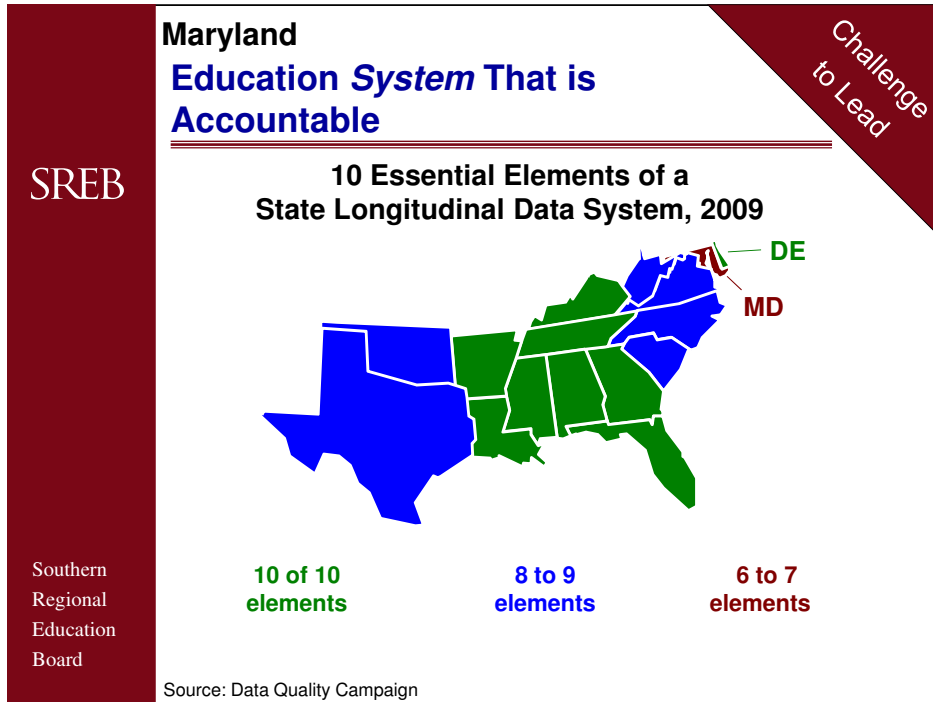 Maryland
Education System That is
Accountable
Challenge
to Lead
SREB
10 Essential Elements of a
State Longitudinal Data System, 2009
DE
MD
10 of 10
elements
8 to 9
elements
6 to 7
elements
Southern
Regional
Education
Board
Source: Data Quality Campaign